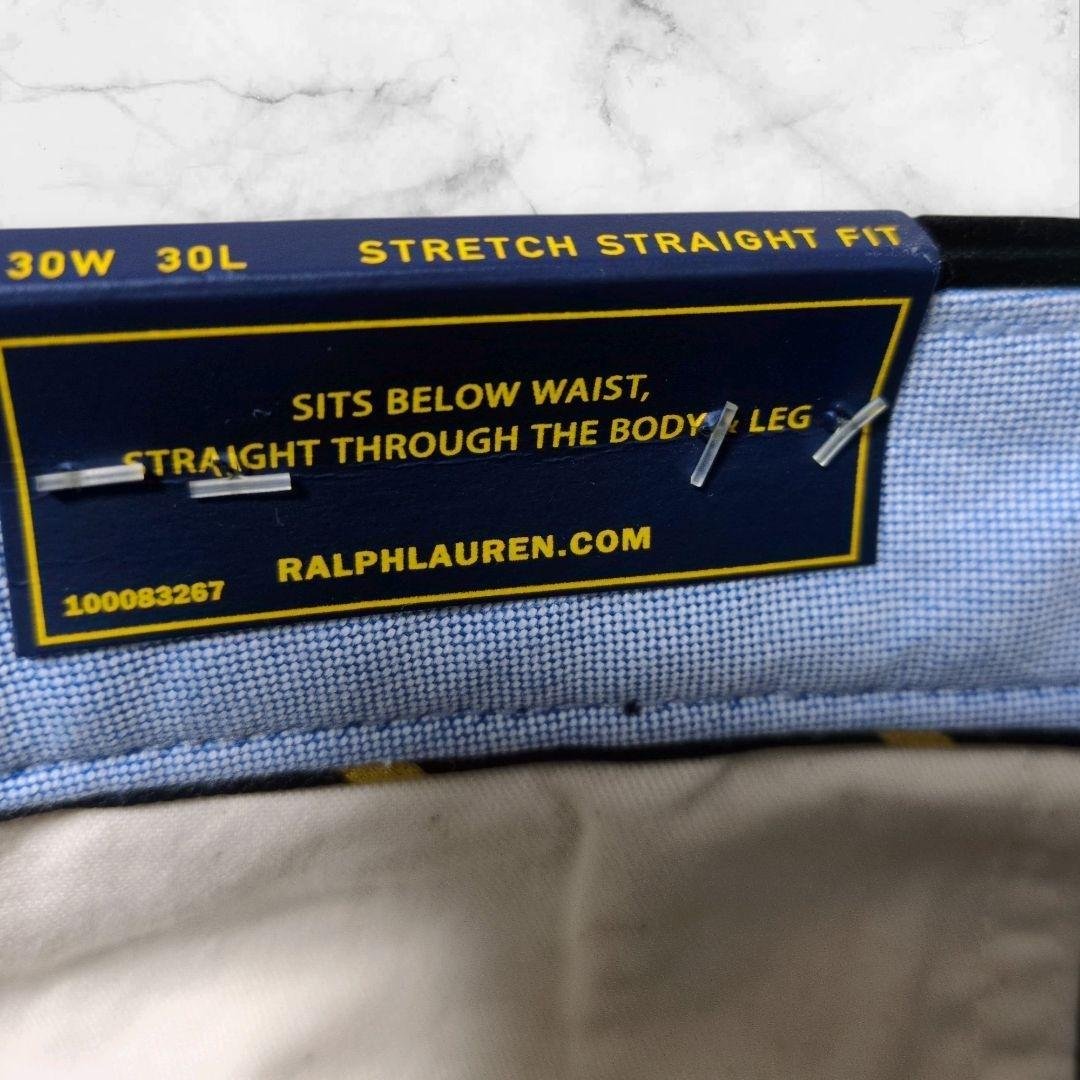 30W 30L STRETCH STRAIGHT FIT
SITS BELOW WAIST,
STRAIGHT THROUGH THE BODY & LEG
RALPHLAUREN.COM
100083267